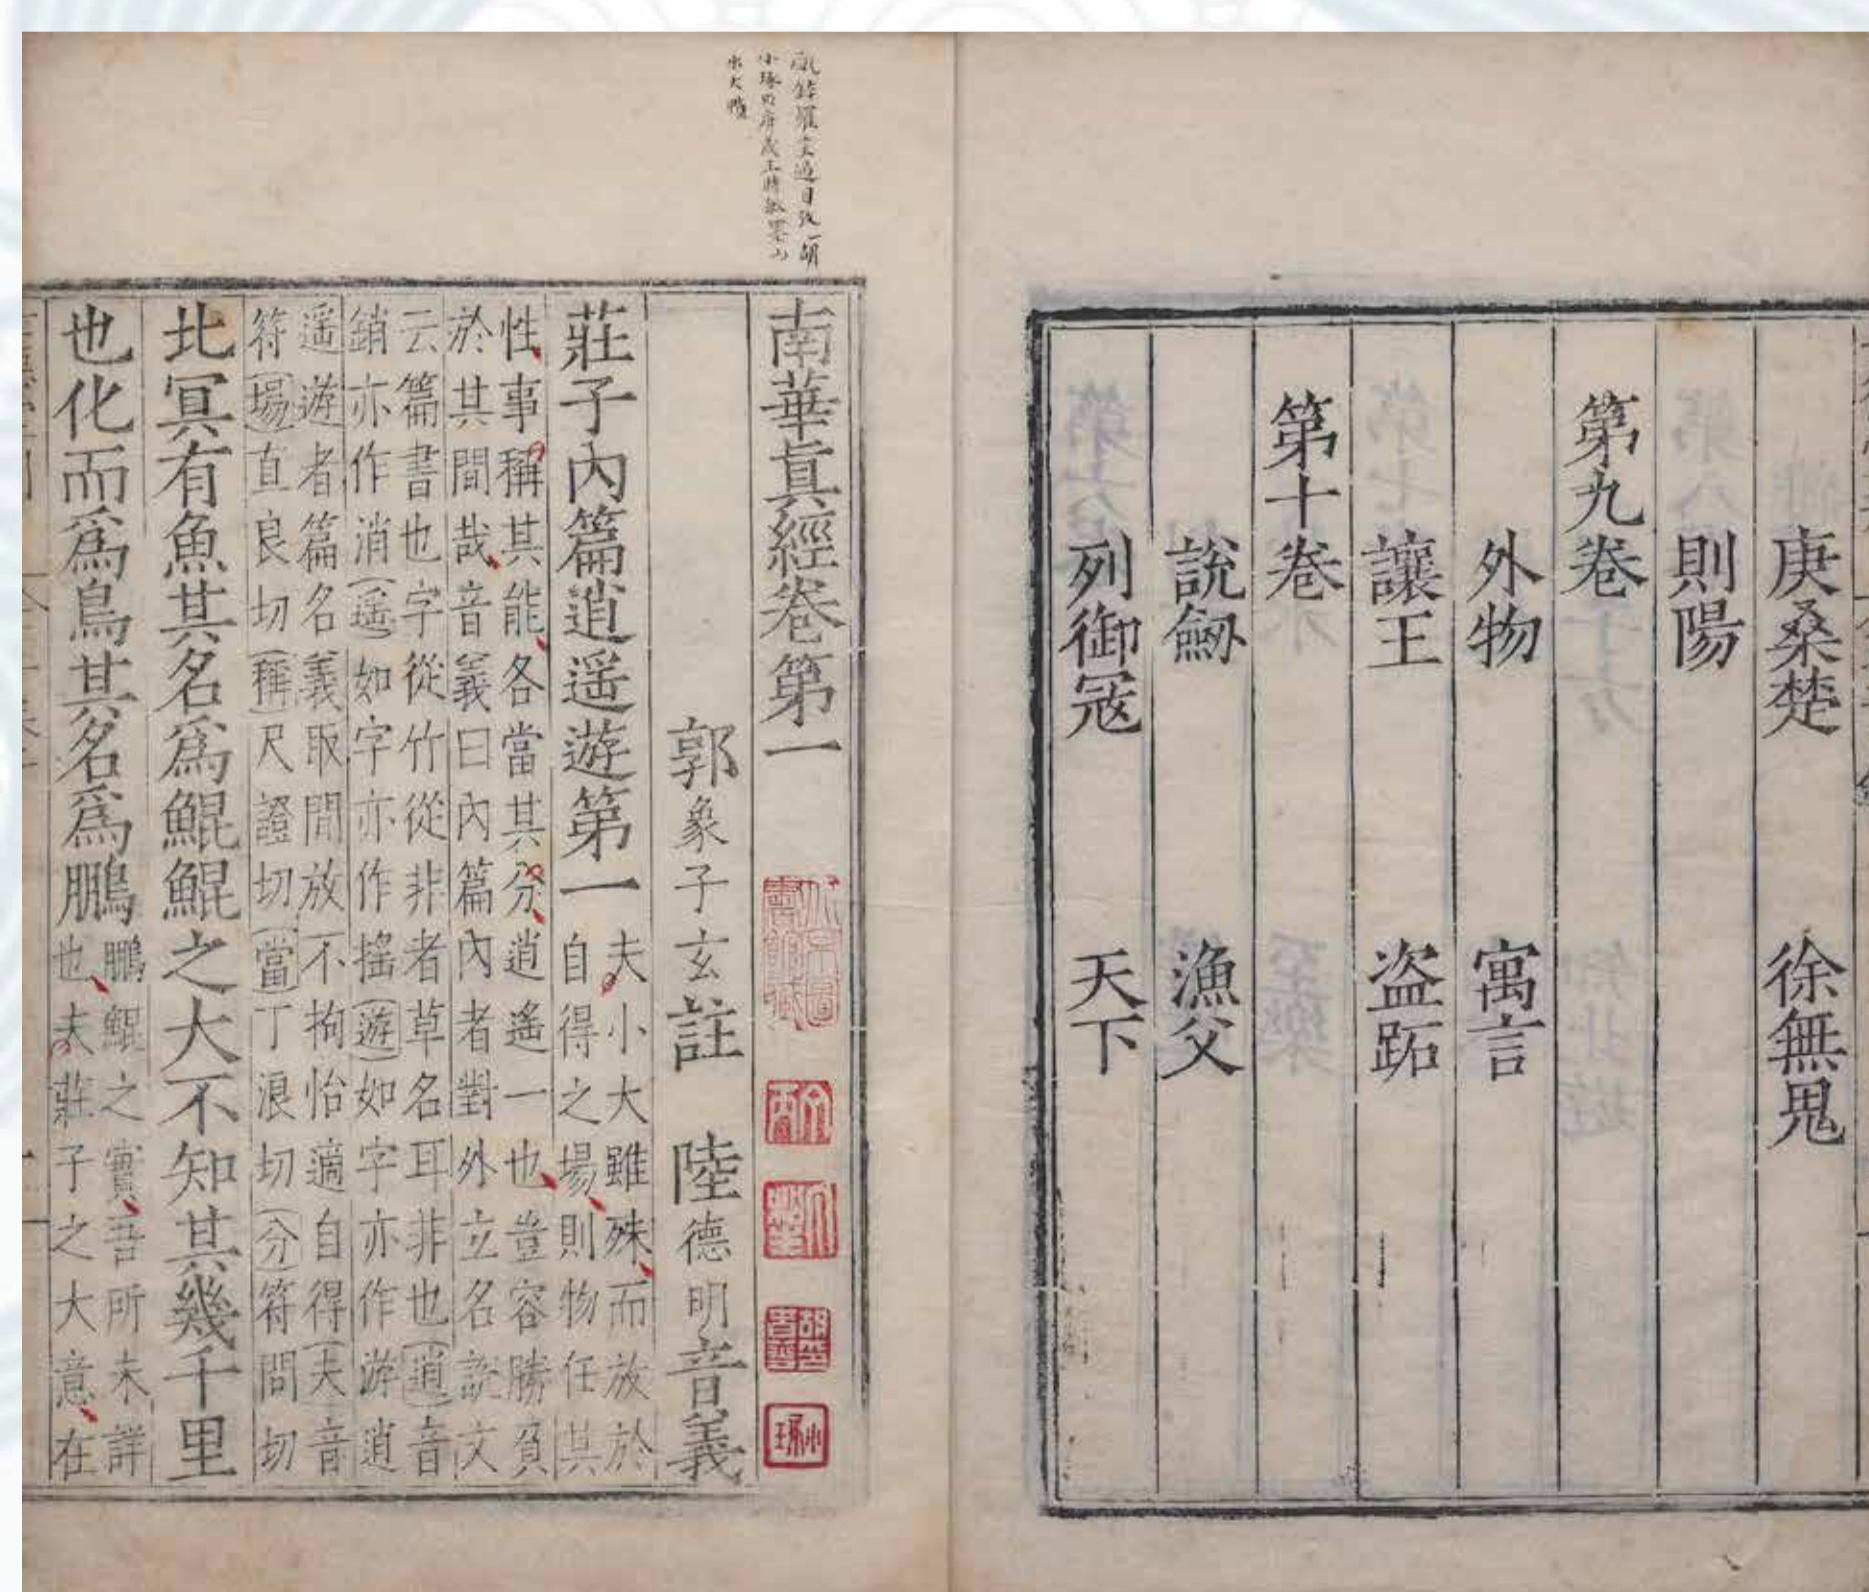 庚桑楚 徐無鬼
則陽
第九卷
外物 寓言
讓王 盗跖
第十卷
說劒 漁父
列御寇 天下
南華眞經卷第一
郭象子玄註 陸德明音義
莊子內篇逍遥遊第一
夫小大雖殊而放於
自得之場則物任其
性事稱其能各當其分逍遙一也豈容勝負
於其間哉音義曰內篇內者對外立名說文
云篇書也字從竹從非者草名耳非也逍音
銷亦作消遥如字亦作搖遊如字亦作游逍
遥遊者篇名義取閒放不拘怡適自得夫音
符場直良切稱尺證切當丁浪切分符問切
北冥有魚其名爲鯤鯤之大不知其幾千里
也化而爲鳥其名爲鵬
鵬鯤之實吾所未詳
也夫莊子之大意在